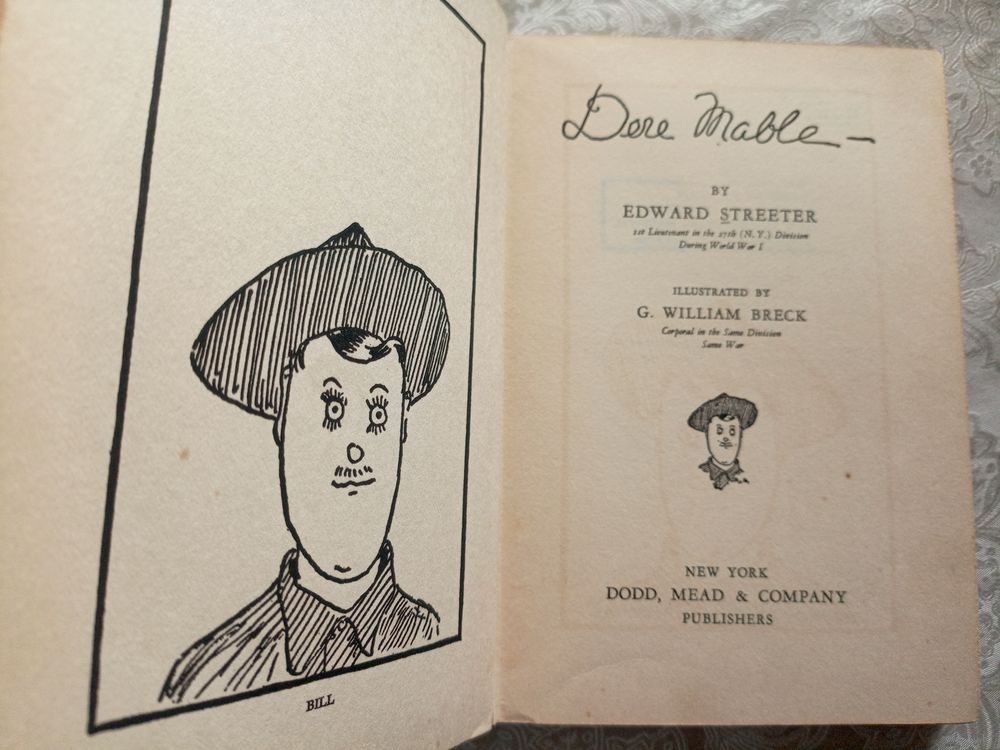 BILL
Dere Mable—
BY
EDWARD STREETER
1st Lieutenant in the 27th (N. Y.) Division
During World War I
ILLUSTRATED BY
G. WILLIAM BRECK
Corporal in the Same Division
Same War
NEW YORK
DODD, MEAD & COMPANY
PUBLISHERS